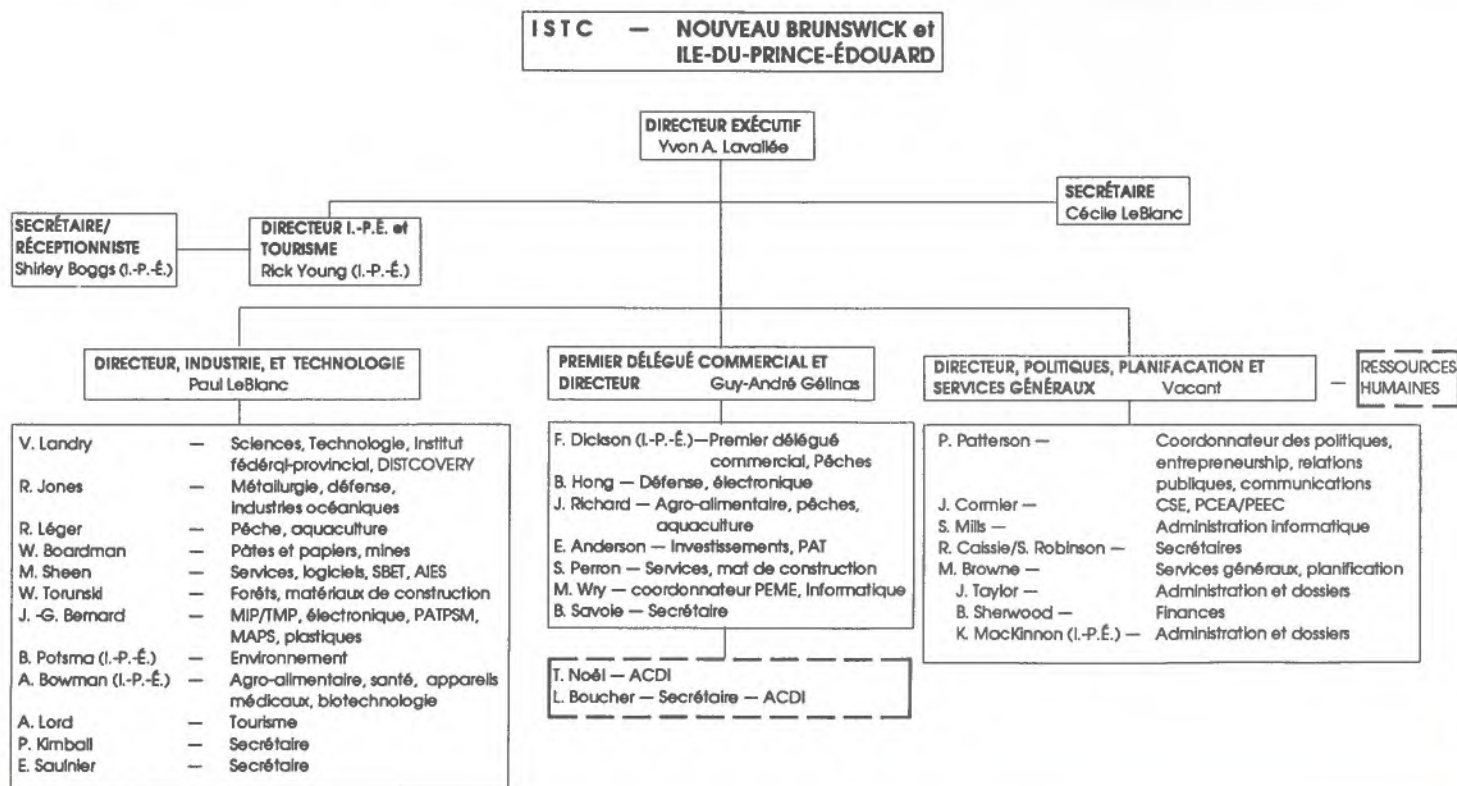 ISTC — NOUVEAU BRUNSWICK et
ILE-DU-PRINCE-ÉDOUARD
DIRECTEUR EXÉCUTIF
Yvon A. Lavallée
SECRÉTAIRE
Cécile LeBlanc
SECRÉTAIRE/
RÉCEPTIONNISTE
Shirley Boggs (I.-P.-É.)
DIRECTEUR I.-P.É. et
TOURISME
Rick Young (I.-P.-É.)
DIRECTEUR, INDUSTRIE, ET TECHNOLOGIE
Paul LeBlanc
V. Landry — Sciences, Technologie, Institut
fédéral-provincial, DISTCOVERY
R. Jones — Métallurgie, défense,
industries océaniques
R. Léger — Pêche, aquaculture
W. Boardman — Pâtes et papiers, mines
M. Sheen — Services, logiciels, SBET, AIES
W. Torunski — Forêts, matériaux de construction
J. -G. Bernard — MIP/TMP, électronique, PATPSM,
MAPS, plastiques
B. Potsma (I.-P.-É.) — Environnement
A. Bowman (I.-P.-É.) — Agro-alimentaire, santé, appareils
médicaux, biotechnologie
A. Lord — Tourisme
P. Kimball — Secrétaire
E. Saulnier — Secrétaire
PREMIER DÉLÉGUÉ COMMERCIAL ET
DIRECTEUR Guy-André Gélinas
F. Dickson (I.-P.-É.)—Premier délégué
commercial, Pêches
B. Hong — Défense, électronique
J. Richard — Agro-alimentaire, pêches,
aquaculture
E. Anderson — Investissements, PAT
S. Perron — Services, mat de construction
M. Wry — coordonnateur PEME, Informatique
B. Savoie — Secrétaire
T. Noêl — ACDI
L. Boucher — Secrétaire — ACDI
DIRECTEUR, POLITIQUES, PLANIFACATION ET
SERVICES GÉNÉRAUX Vacant
— RESSOURCES
HUMAINES
P. Patterson — Coordonnateur des politiques,
entrepreneurship, relations
publiques, communications
J. Cormier — CSE, PCEA/PEEC
S. Mills — Administration informatique
R. Caissie/S. Robinson — Secrétaires
M. Browne — Services généraux, planification
J. Taylor — Administration et dossiers
B. Sherwood — Finances
K. MacKinnon (I.-P.É.) — Administration et dossiers